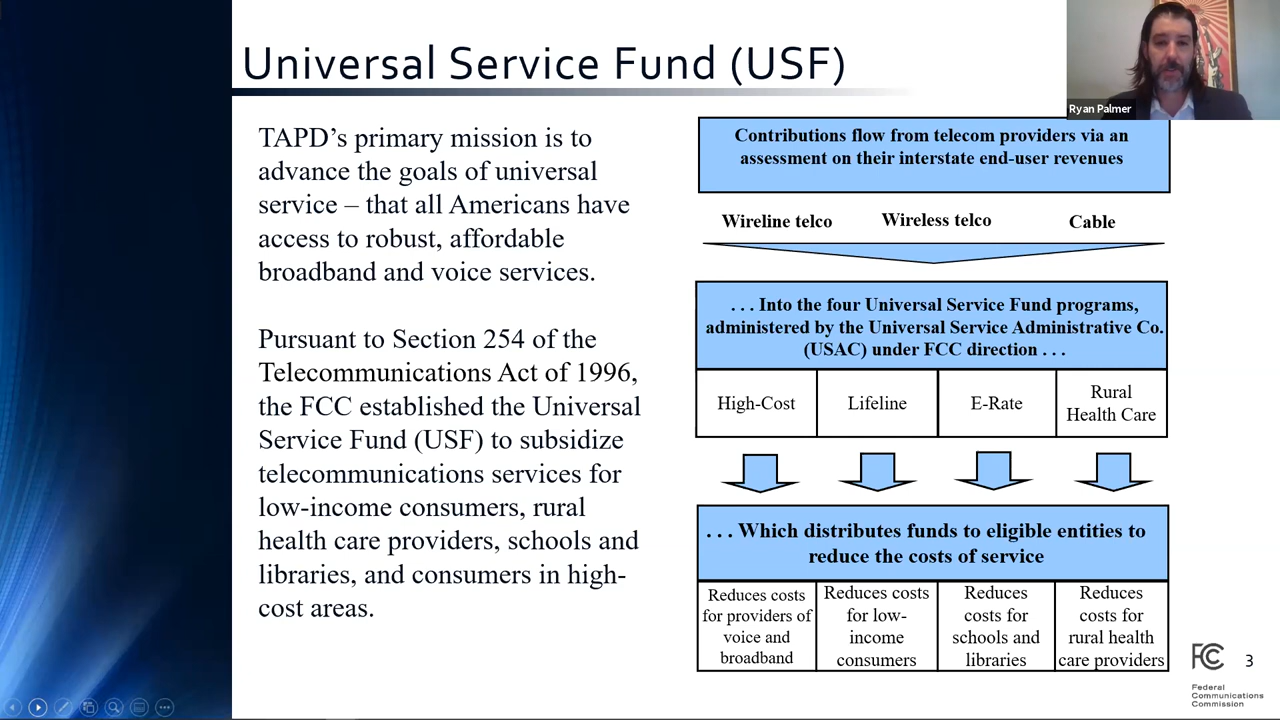 Universal Service Fund (USF)
Ryan Palmer
TAPD’s primary mission is to
advance the goals of universal
service – that all Americans have
access to robust, affordable
broadband and voice services.
Pursuant to Section 254 of the
Telecommunications Act of 1996,
the FCC established the Universal
Service Fund (USF) to subsidize
telecommunications services for
low-income consumers, rural
health care providers, schools and
libraries, and consumers in high-
cost areas.
Contributions flow from telecom providers via an
assessment on their interstate end-user revenues
Wireline telco Wireless telco Cable
. . . Into the four Universal Service Fund programs,
administered by the Universal Service Administrative Co.
(USAC) under FCC direction . . .
High-Cost
Lifeline
E-Rate
Rural
Health Care
. . . Which distributes funds to eligible entities to
reduce the costs of service
Reduces costs
for providers of
voice and
broadband
Reduces costs
for low-
income
consumers
Reduces
costs for
schools and
libraries
Reduces
costs for
rural health
care providers
FCC
Federal
Communications
Commission
3